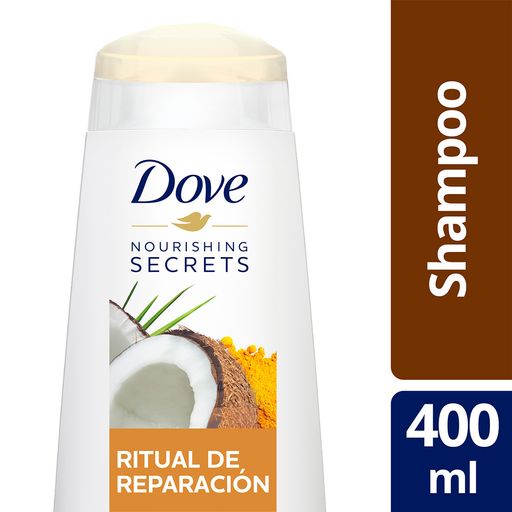 Dove
NOURISHING
SECRETS
RITUAL DE
REPARACIÓN
Shampoo
400
ml